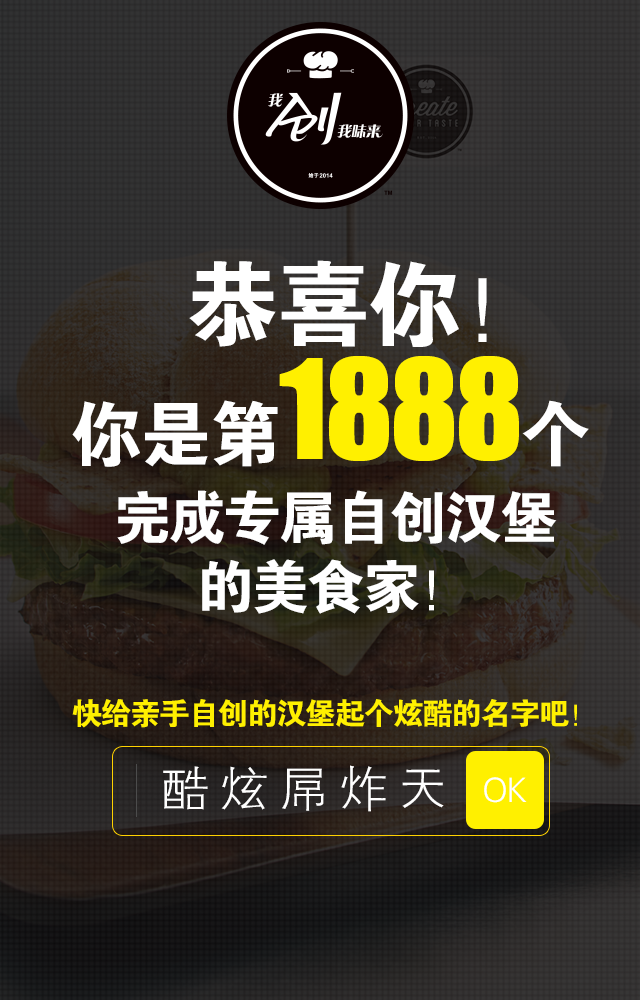 我创我味来
始于2014
TM
eate
R TASTE
恭喜你!
你是第1888个
完成专属自创汉堡
的美食家!
快给亲手自创的汉堡起个炫酷的名字吧!
酷炫屌炸天 OK